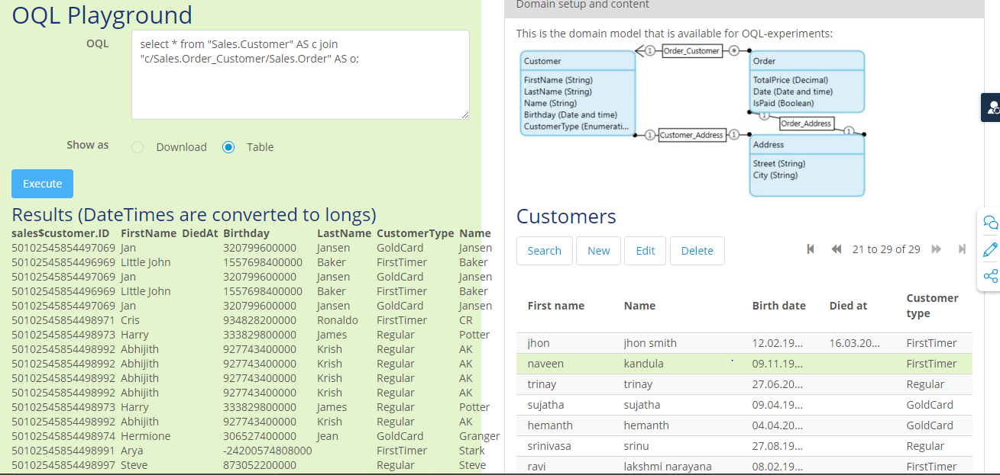 OQL Playground
OQL
select * from "Sales.Customer" AS c join
"c/Sales.Order_Customer/Sales.Order" AS o;
Show as
Download
Table
Execute
Results (DateTimes are converted to longs)
sales$customer.ID FirstName DiedAt Birthday LastName CustomerType Name
50102545854497069 Jan 320799600000 Jansen GoldCard Jansen
50102545854496969 LIttle John 1557698400000 Baker FirstTimer Baker
50102545854497069 Jan 320799600000 Jansen GoldCard Jansen
50102545854496969 LIttle John 1557698400000 Baker FirstTimer Baker
50102545854497069 Jan 320799600000 Jansen GoldCard Jansen
50102545854498971 Cris 934828200000 Ronaldo FirstTimer CR
50102545854498973 Harry 333829800000 James Regular Potter
50102545854498992 Abhijith 927743400000 Krish Regular AK
50102545854498992 Abhijith 927743400000 Krish Regular AK
50102545854498992 Abhijith 927743400000 Krish Regular AK
50102545854498992 Abhijith 927743400000 Krish Regular AK
50102545854498973 Harry 333829800000 James Regular Potter
50102545854498992 Abhijith 927743400000 Krish Regular AK
50102545854498974 Hermione 306527400000 Jean GoldCard Granger
50102545854498991 Arya -24200574808000 FirstTimer Stark
50102545854498997 Steve 873052200000 Regular Steve
Domain setup and content
This is the domain model that is available for OQL-experiments:
Customer
FirstName (String)
LastName (String)
Name (String)
Birthday (Date and time)
CustomerType (Enumerati...
1 Order_Customer *
Order
TotalPrice (Decimal)
Date (Date and time)
IsPaid (Boolean)
1 Order_Address 1
1 Customer_Address 1
Address
Street (String)
City (String)
Customers
Search New Edit Delete
21 to 29 of 29
First name Name Birth date Died at Customer type
jhon jhon smith 12.02.19... 16.03.20... FirstTimer
naveen kandula 09.11.19... FirstTimer
trinay trinay 27.06.20... Regular
sujatha sujatha 09.04.19... GoldCard
hemanth hemanth 04.04.20... GoldCard
srinivasa srinu 27.08.19... Regular
ravi lakshmi narayana 08.02.19... FirstTimer